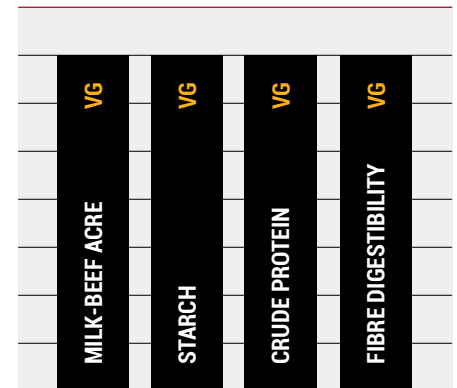 MILK-BEEF ACRE VG
STARCH VG
CRUDE PROTEIN VG
FIBRE DIGESTIBILITY VG